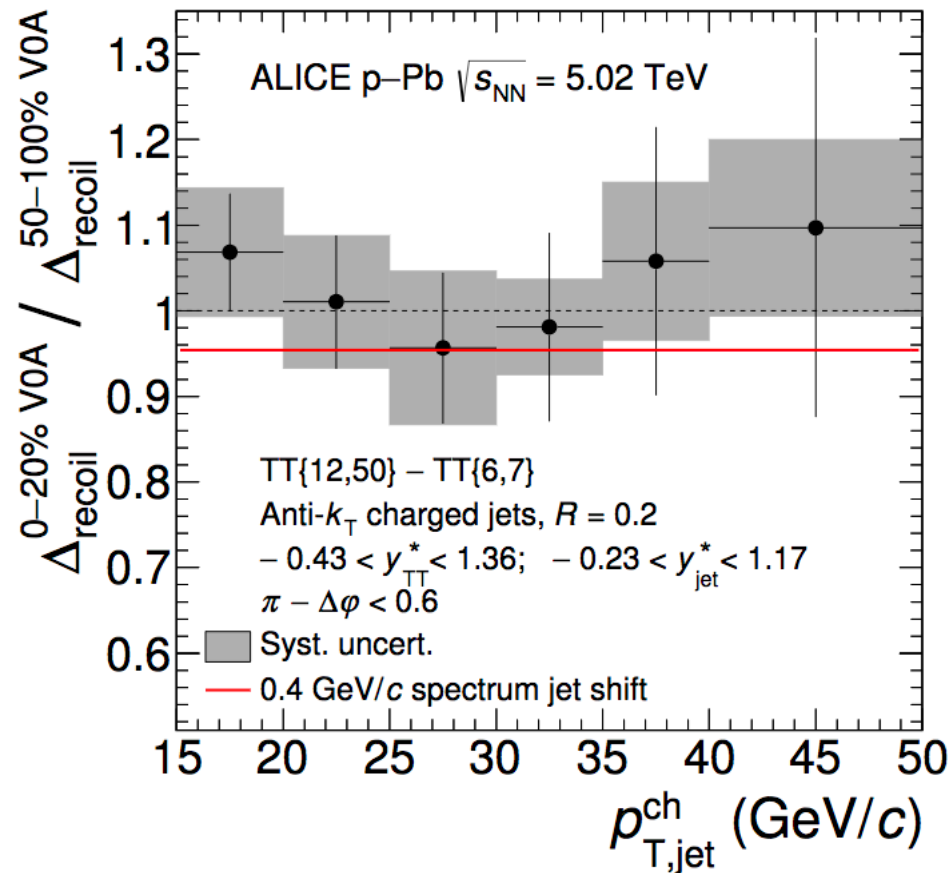 Δ_recoil^0–20% V0A / Δ_recoil^50–100% V0A
1.3
1.2
1.1
1
0.9
0.8
0.7
0.6
ALICE p–Pb √s_NN = 5.02 TeV
TT{12,50} – TT{6,7}
Anti-k_T charged jets, R = 0.2
– 0.43 < y*_TT < 1.36; – 0.23 < y*_jet < 1.17
π – Δφ < 0.6
Syst. uncert.
0.4 GeV/c spectrum jet shift
15 20 25 30 35 40 45 50
p_T,jet^ch (GeV/c)